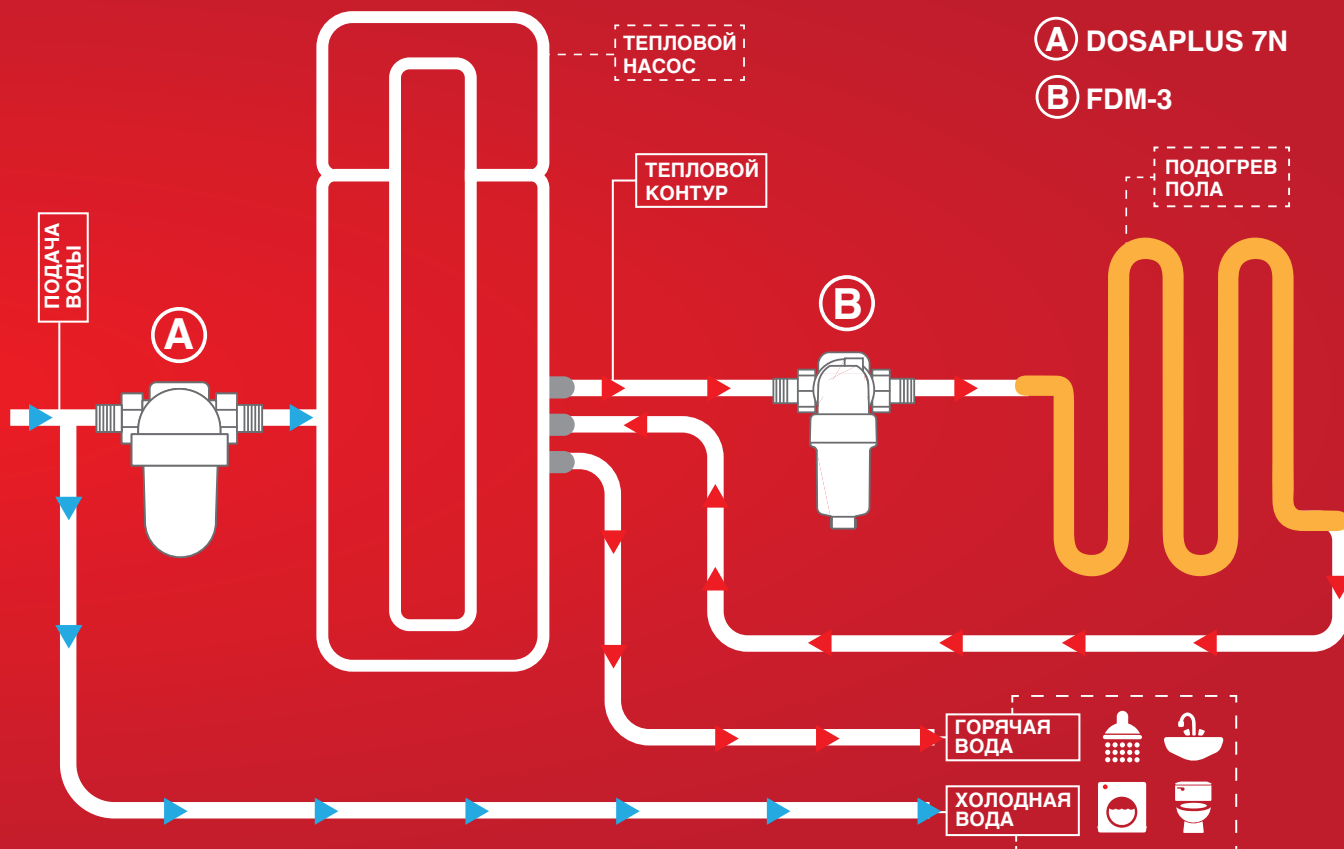 ТЕПЛОВОЙ
НАСОС
A DOSAPLUS 7N
B FDM-3
ТЕПЛОВОЙ
КОНТУР
ПОДОГРЕВ
ПОЛА
ПОДАЧА
ВОДЫ
A
B
ГОРЯЧАЯ
ВОДА
ХОЛОДНАЯ
ВОДА